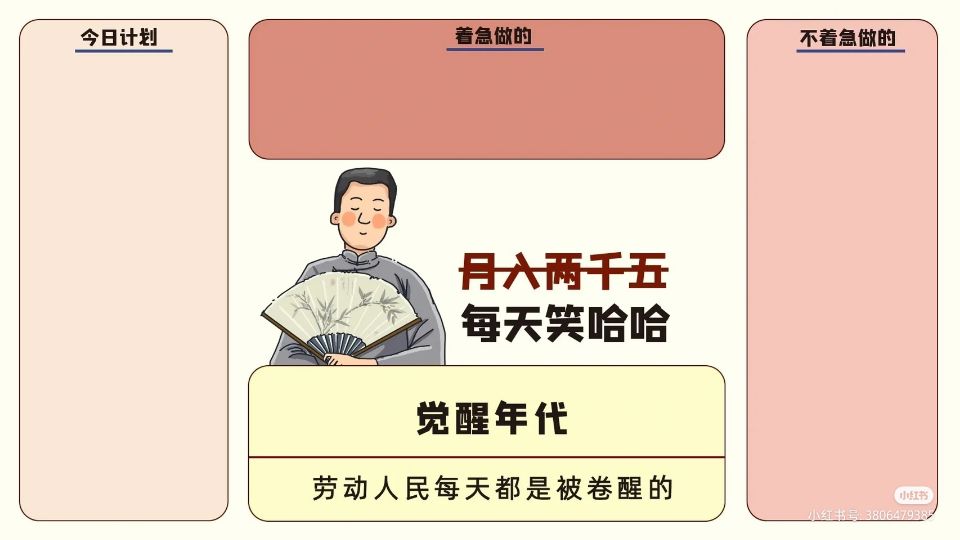 今日计划
着急做的
不着急做的
月入两千五
每天笑哈哈
觉醒年代
劳动人民每天都是被卷醒的
小红书
小红书号: 3806479385